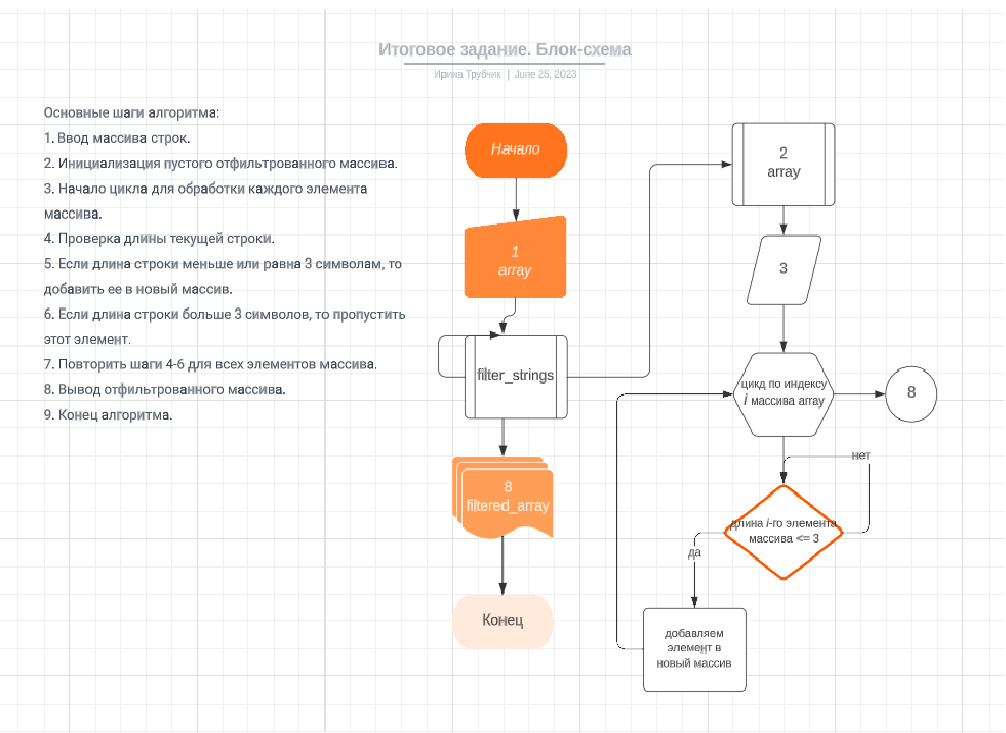 Итоговое задание. Блок-схема
Ирина Трубчик | June 25, 2023
Основные шаги алгоритма:
1. Ввод массива строк.
2. Инициализация пустого отфильтрованного массива.
3. Начало цикла для обработки каждого элемента
массива.
4. Проверка длины текущей строки.
5. Если длина строки меньше или равна 3 символам, то
добавить ее в новый массив.
6. Если длина строки больше 3 символов, то пропустить
этот элемент.
7. Повторить шаги 4-6 для всех элементов массива.
8. Вывод отфильтрованного массива.
9. Конец алгоритма.
Начало
1
array
filter_strings
8
filtered_array
Конец
2
array
3
цикл по индексу
i массива array
8
нет
длина i-го элемента
массива <= 3
да
добавляем
элемент в
новый массив